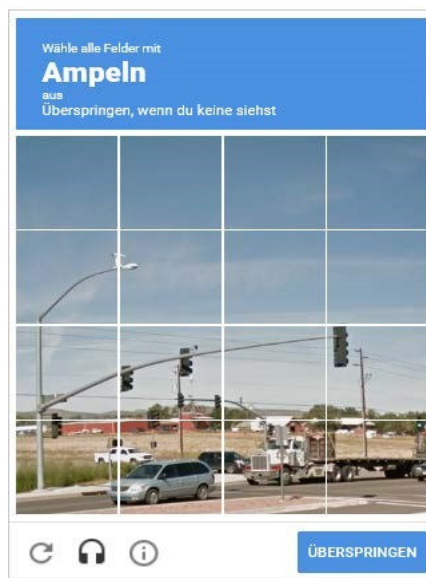 Wähle alle Felder mit
Ampeln
aus
Überspringen, wenn du keine siehst
ÜBERSPRINGEN